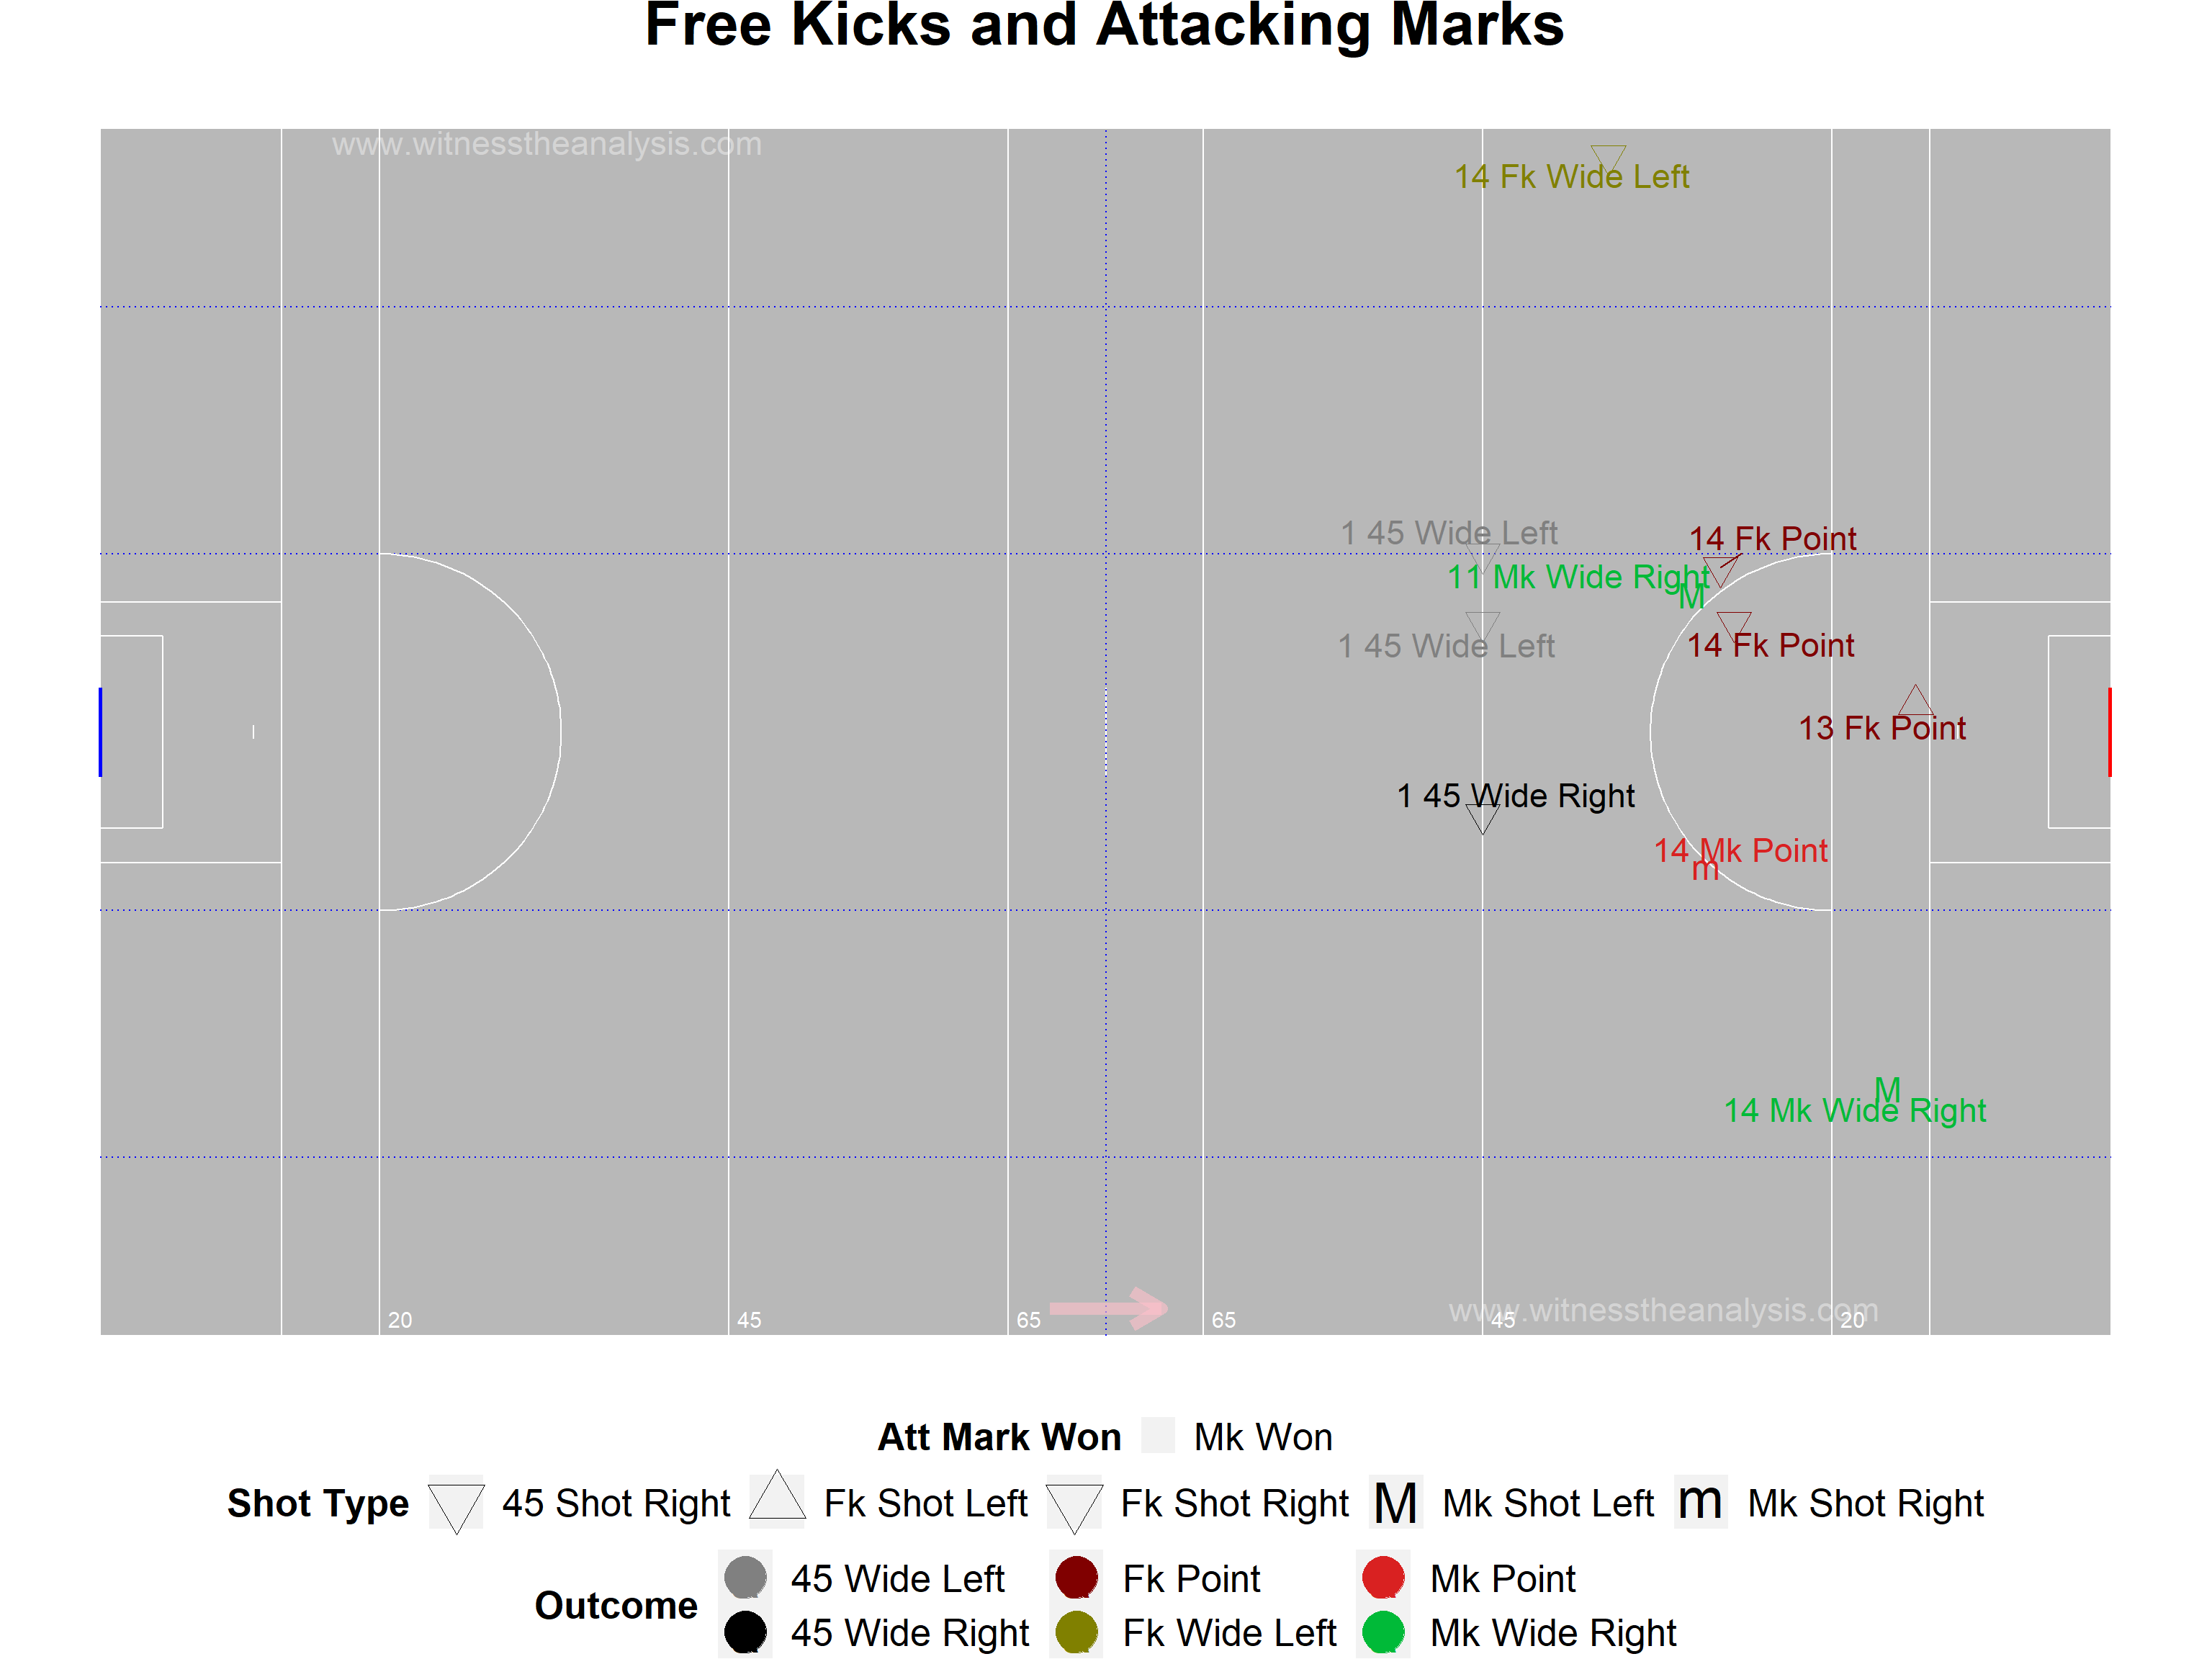 Free Kicks and Attacking Marks
www.witnesstheanalysis.com
14 Fk Wide Left
1 45 Wide Left
14 Fk Point
11 Mk Wide Right
M
1 45 Wide Left
14 Fk Point
13 Fk Point
1 45 Wide Right
14 Mk Point
m
M
14 Mk Wide Right
www.witnesstheanalysis.com
20 45 65 65 45 20
Att Mark Won Mk Won
Shot Type 45 Shot Right Fk Shot Left Fk Shot Right M Mk Shot Left m Mk Shot Right
Outcome
45 Wide Left Fk Point Mk Point
45 Wide Right Fk Wide Left Mk Wide Right